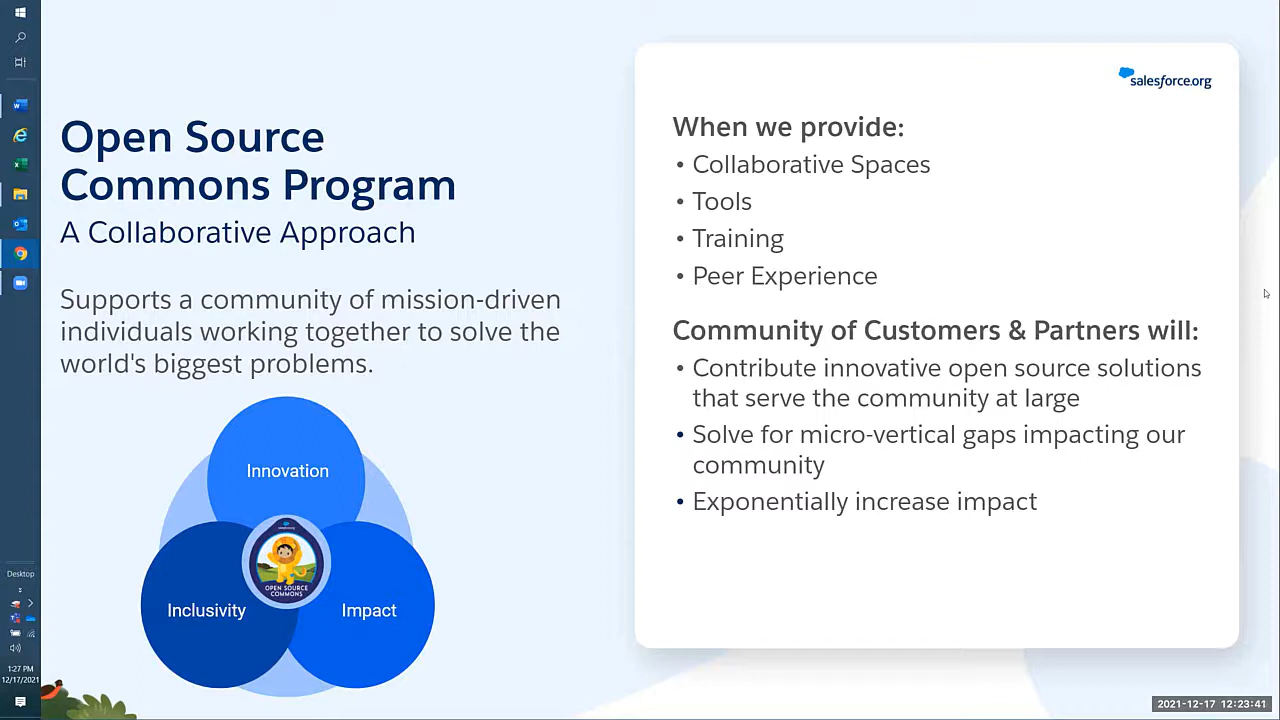 Open Source
Commons Program
A Collaborative Approach
Supports a community of mission-driven
individuals working together to solve the
world's biggest problems.
Innovation
Inclusivity
Impact
salesforce.org
OPEN SOURCE
COMMONS
salesforce.org
When we provide:
• Collaborative Spaces
• Tools
• Training
• Peer Experience
Community of Customers & Partners will:
• Contribute innovative open source solutions
that serve the community at large
• Solve for micro-vertical gaps impacting our
community
• Exponentially increase impact
Desktop
1:27 PM
12/17/2021
2021-12-17 12:23:41